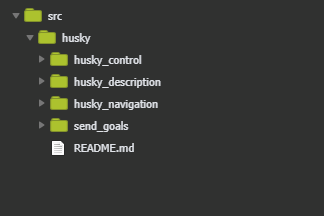 src
husky
husky_control
husky_description
husky_navigation
send_goals
README.md